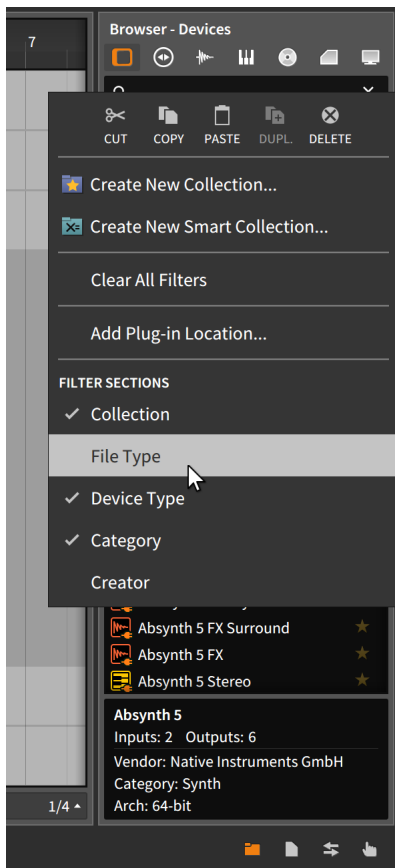 7
Browser - Devices
CUT COPY PASTE DUPL. DELETE
Create New Collection...
Create New Smart Collection...
Clear All Filters
Add Plug-in Location...
FILTER SECTIONS
Collection
File Type
Device Type
Category
Creator
Absynth 5 FX Surround
Absynth 5 FX
Absynth 5 Stereo
Absynth 5
Inputs: 2 Outputs: 6
Vendor: Native Instruments GmbH
Category: Synth
Arch: 64-bit
1/4